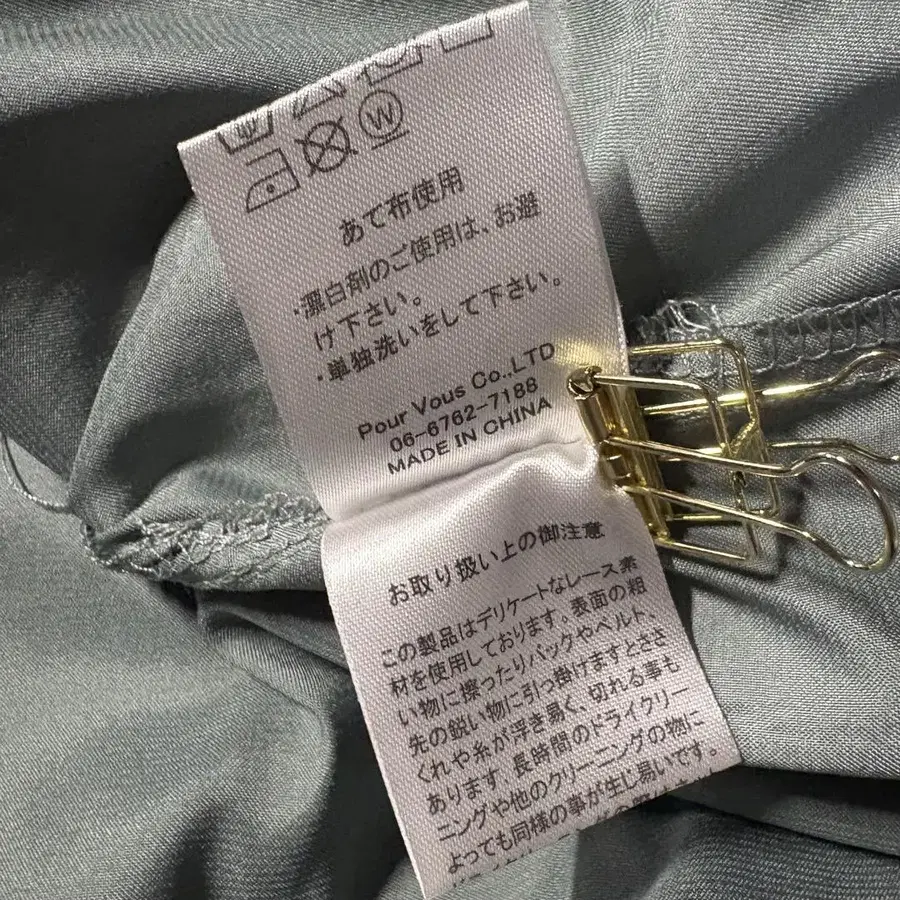 W
あて布使用
・漂白剤のご使用は、お避
け下さい。
・単独洗いをして下さい。
Pour Vous Co.,LTD
06-6762-7188
MADE IN CHINA
お取り扱い上の御注意
この製品はデリケートなレース素
材を使用しております。表面の粗
い物に擦ったりバックやベルト、
先の鋭い物に引っ掛けますとささ
くれや糸が浮き易く、切れる事も
あります。長時間のドライクリー
ニングや他のクリーニングの物に
よっても同様の事が生じ易いです。